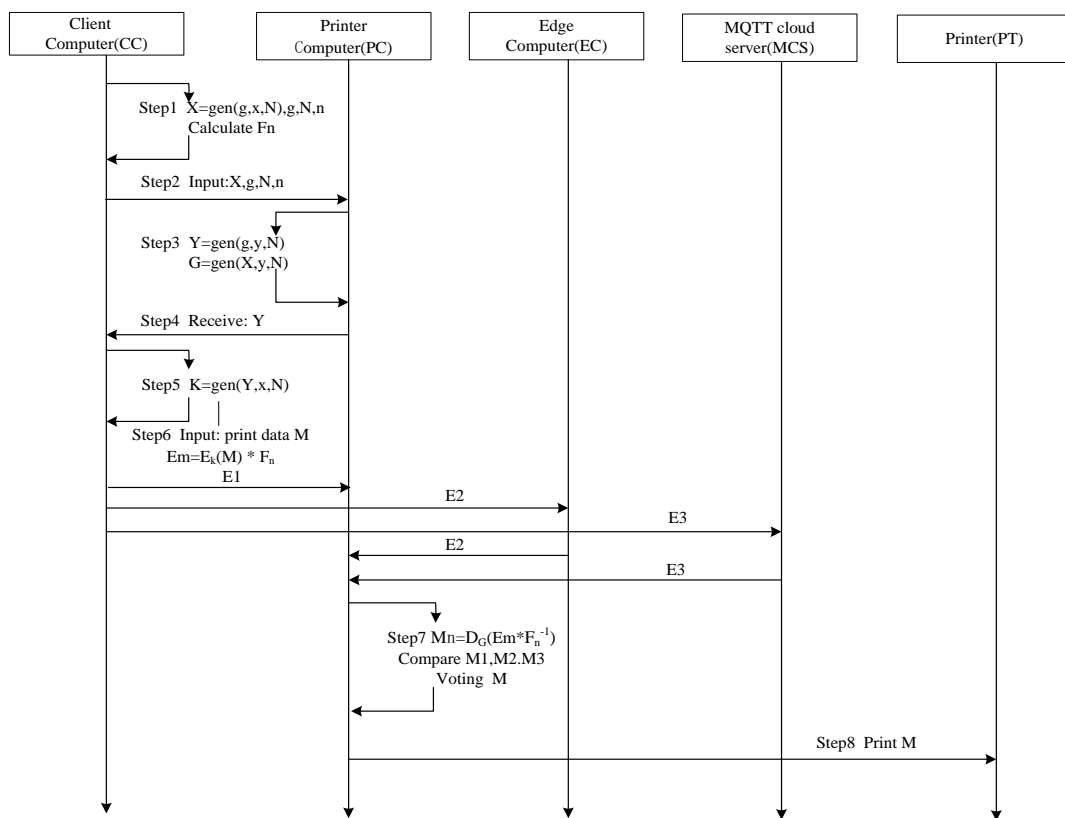 Client
Computer(CC)
Printer
Computer(PC)
Edge
Computer(EC)
MQTT cloud
server(MCS)
Printer(PT)
Step1 X=gen(g,x,N),g,N,n
Calculate Fn
Step2 Input:X,g,N,n
Step3 Y=gen(g,y,N)
G=gen(X,y,N)
Step4 Receive: Y
Step5 K=gen(Y,x,N)
Step6 Input: print data M
Em=Eₖ(M) * Fₙ
E1
E2
E3
E2
E3
Step7 Mn=D_G(Em*Fₙ⁻¹)
Compare M1,M2.M3
Voting M
Step8 Print M